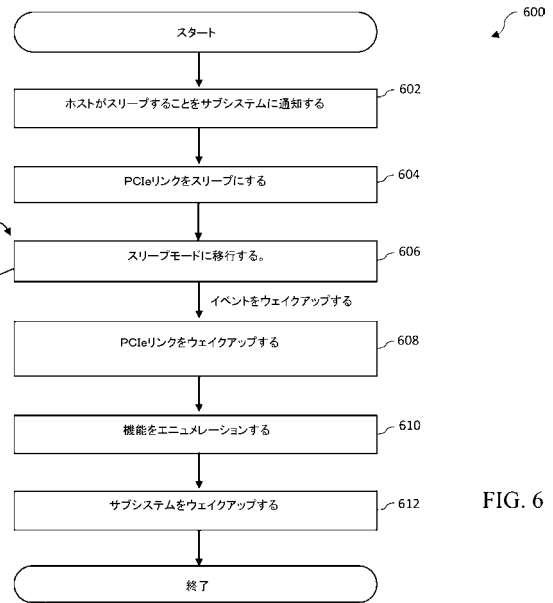 600
スタート
ホストがスリープすることをサブシステムに通知する
602
PCIeリンクをスリープにする
604
スリープモードに移行する。
606
イベントをウェイクアップする
PCIeリンクをウェイクアップする
608
機能をエニュメレーションする
610
サブシステムをウェイクアップする
612
FIG. 6
終了